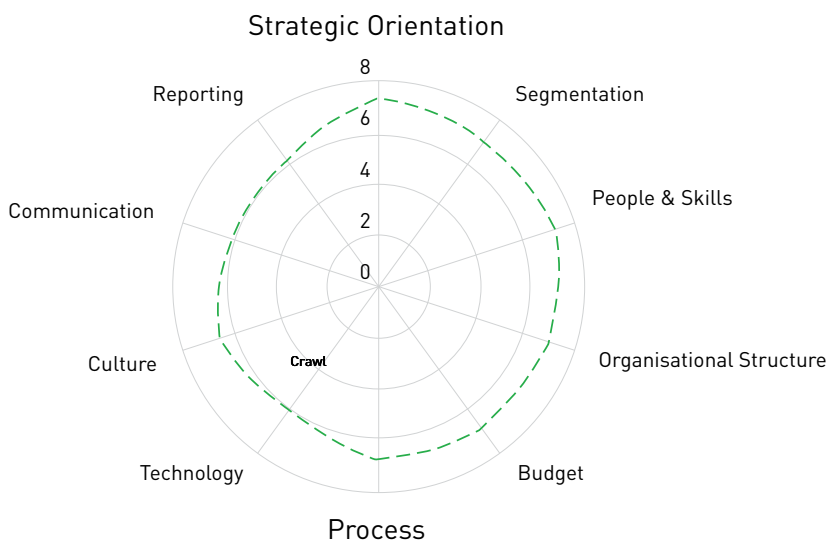 Strategic Orientation
8
Reporting
Segmentation
6
4
People & Skills
Communication
2
0
Crawl
Culture
Organisational Structure
Technology
Budget
Process